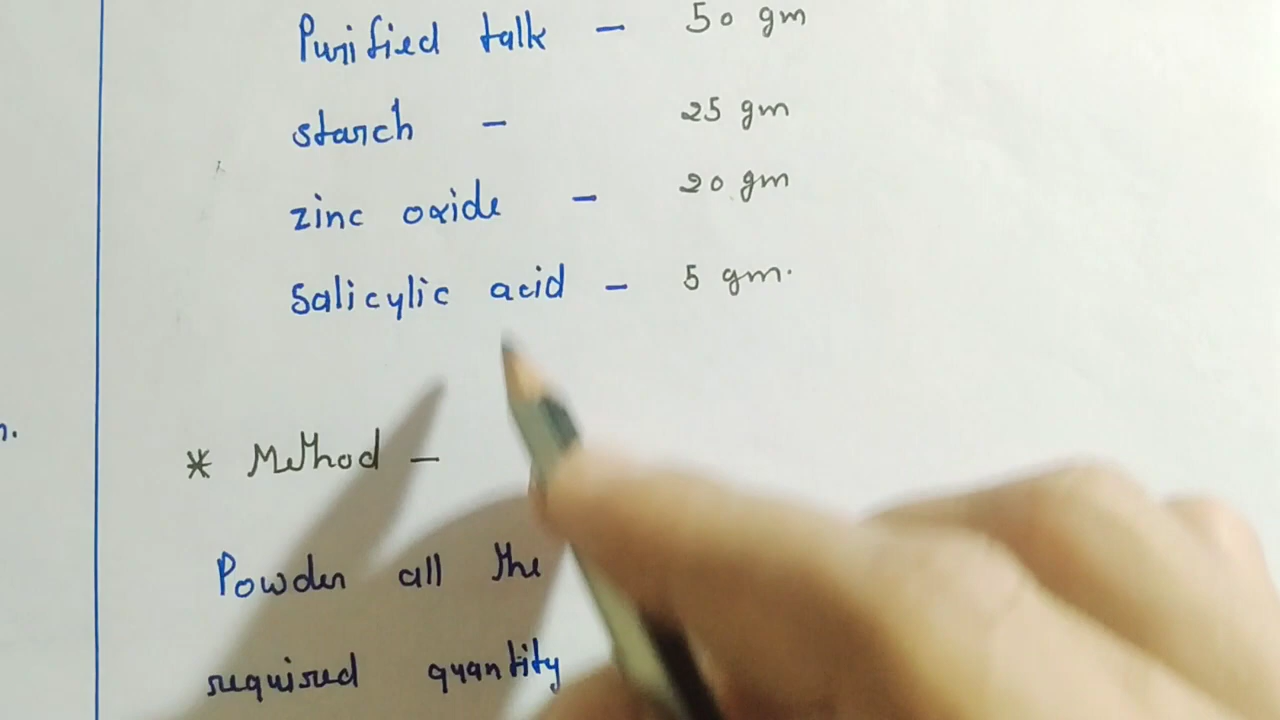 Purified talk - 50 gm
starch - 25 gm
zinc oxide - 20 gm
Salicylic acid - 5 gm.
* Method -
Powder all the
required quantity